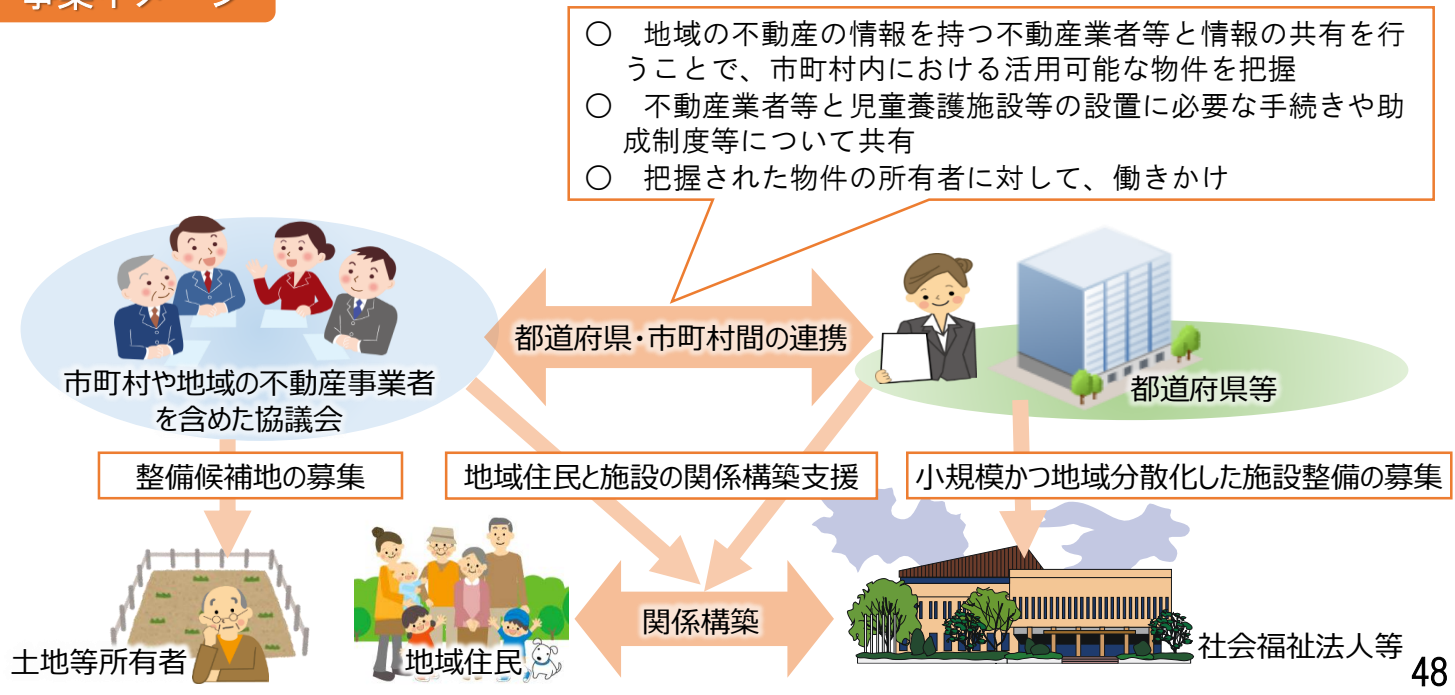 事業イメージ
○　地域の不動産の情報を持つ不動産業者等と情報の共有を行
うことで、市町村内における活用可能な物件を把握
○　不動産業者等と児童養護施設等の設置に必要な手続きや助
成制度等について共有
○　把握された物件の所有者に対して、働きかけ
都道府県・市町村間の連携
市町村や地域の不動産事業者
を含めた協議会
都道府県等
整備候補地の募集
地域住民と施設の関係構築支援
小規模かつ地域分散化した施設整備の募集
関係構築
土地等所有者
地域住民
社会福祉法人等
48